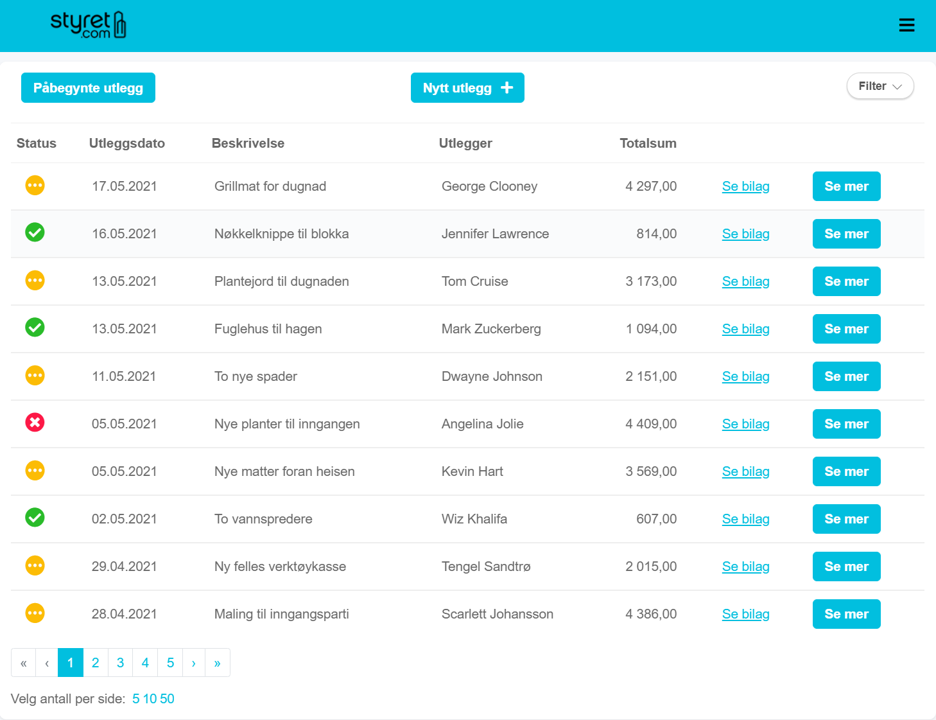 styret
.com
Påbegynte utlegg Nytt utlegg + Filter
Status Utleggsdato Beskrivelse Utlegger Totalsum
17.05.2021 Grillmat for dugnad George Clooney 4 297,00 Se bilag Se mer
16.05.2021 Nøkkelknippe til blokka Jennifer Lawrence 814,00 Se bilag Se mer
13.05.2021 Plantejord til dugnaden Tom Cruise 3 173,00 Se bilag Se mer
13.05.2021 Fuglehus til hagen Mark Zuckerberg 1 094,00 Se bilag Se mer
11.05.2021 To nye spader Dwayne Johnson 2 151,00 Se bilag Se mer
05.05.2021 Nye planter til inngangen Angelina Jolie 4 409,00 Se bilag Se mer
05.05.2021 Nye matter foran heisen Kevin Hart 3 569,00 Se bilag Se mer
02.05.2021 To vannspredere Wiz Khalifa 607,00 Se bilag Se mer
29.04.2021 Ny felles verktøykasse Tengel Sandtrø 2 015,00 Se bilag Se mer
28.04.2021 Maling til inngangsparti Scarlett Johansson 4 386,00 Se bilag Se mer
« ‹ 1 2 3 4 5 › »
Velg antall per side: 5 10 50